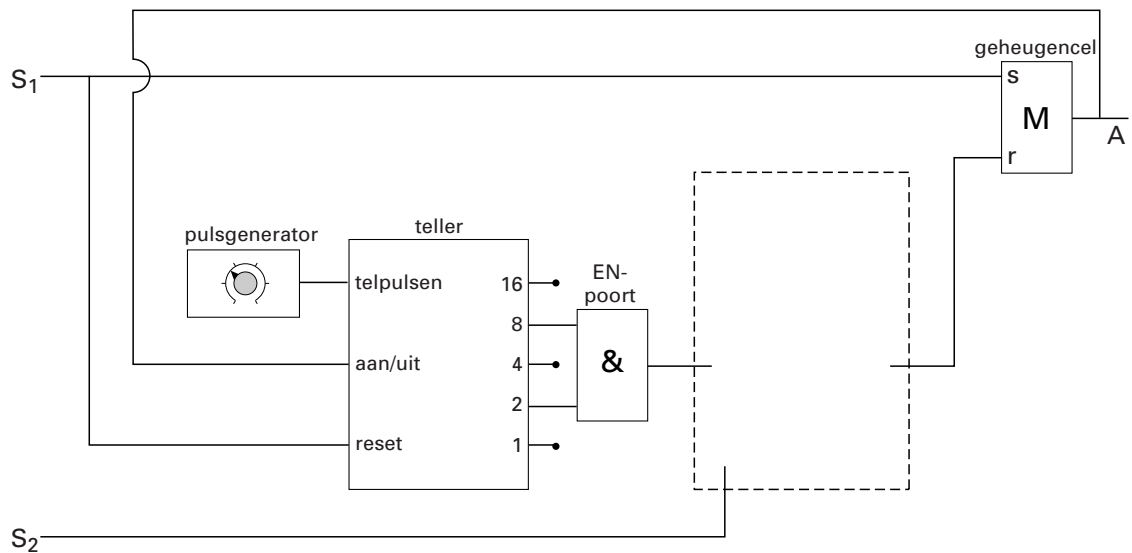 geheugencel
S1
s
M
A
r
teller
pulsgenerator
EN-
poort
telpulsen
16
8
aan/uit
4
&
2
reset
1
S2